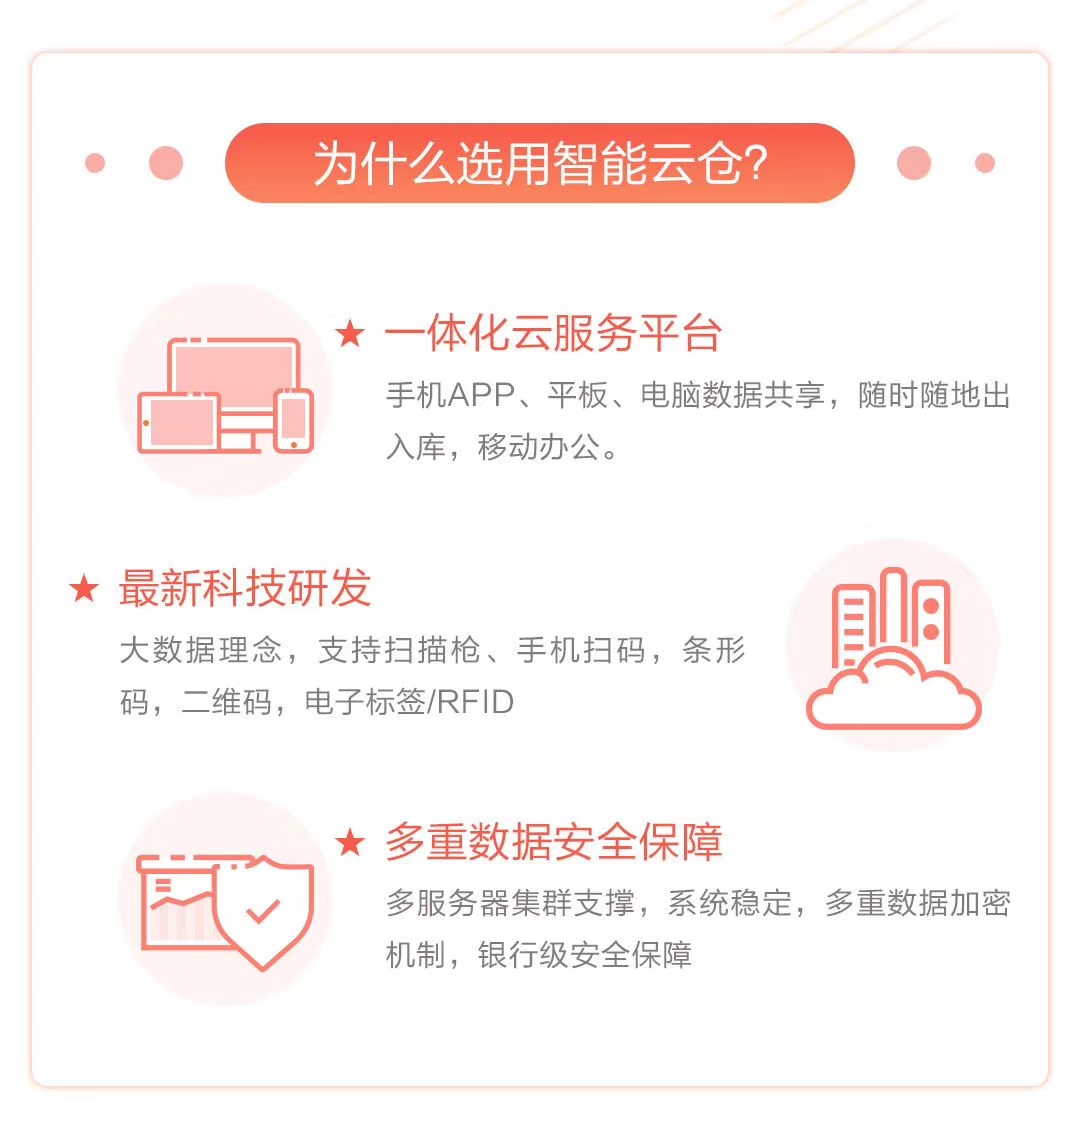 为什么选用智能云仓?
★ 一体化云服务平台
手机APP、平板、电脑数据共享，随时随地出
入库，移动办公。
★ 最新科技研发
大数据理念，支持扫描枪、手机扫码，条形
码，二维码，电子标签/RFID
★ 多重数据安全保障
多服务器集群支撑，系统稳定，多重数据加密
机制，银行级安全保障